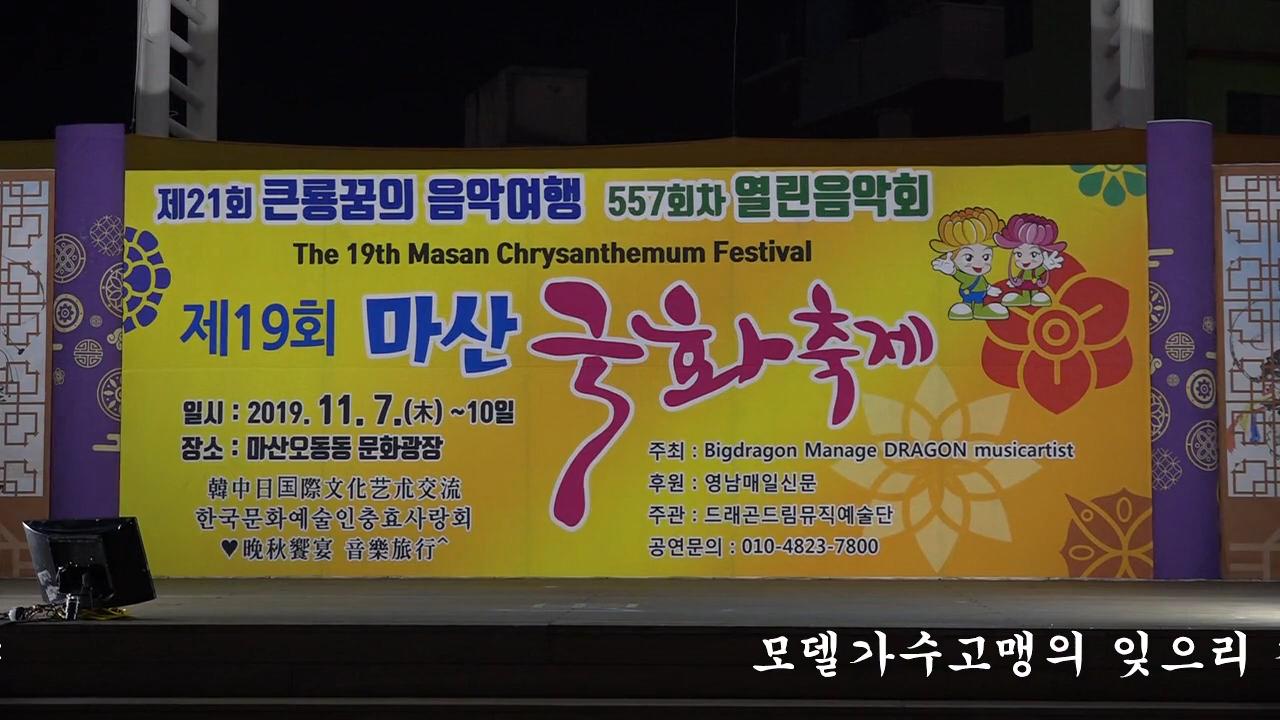 제21회 큰룡꿈의 음악여행 557회차 열린음악회
The 19th Masan Chrysanthemum Festival
제19회 마산 국화축제
일시 : 2019. 11. 7.(木) ~10일
장소 : 마산오동동 문화광장
韓中日国際文化艺术交流
한국문화예술인충효사랑회
♥晚秋饗宴 音樂旅行^
주최 : Bigdragon Manage DRAGON musicartist
후원 : 영남매일신문
주관 : 드래곤드림뮤직예술단
공연문의 : 010-4823-7800
모델가수고맹의 잊으리